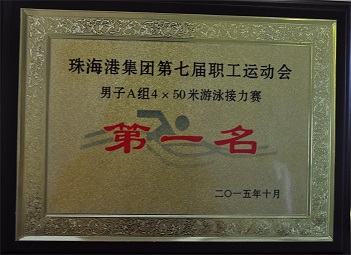 珠海港集团第七届职工运动会
男子A组4×50米游泳接力赛
第一名
二〇一五年十月